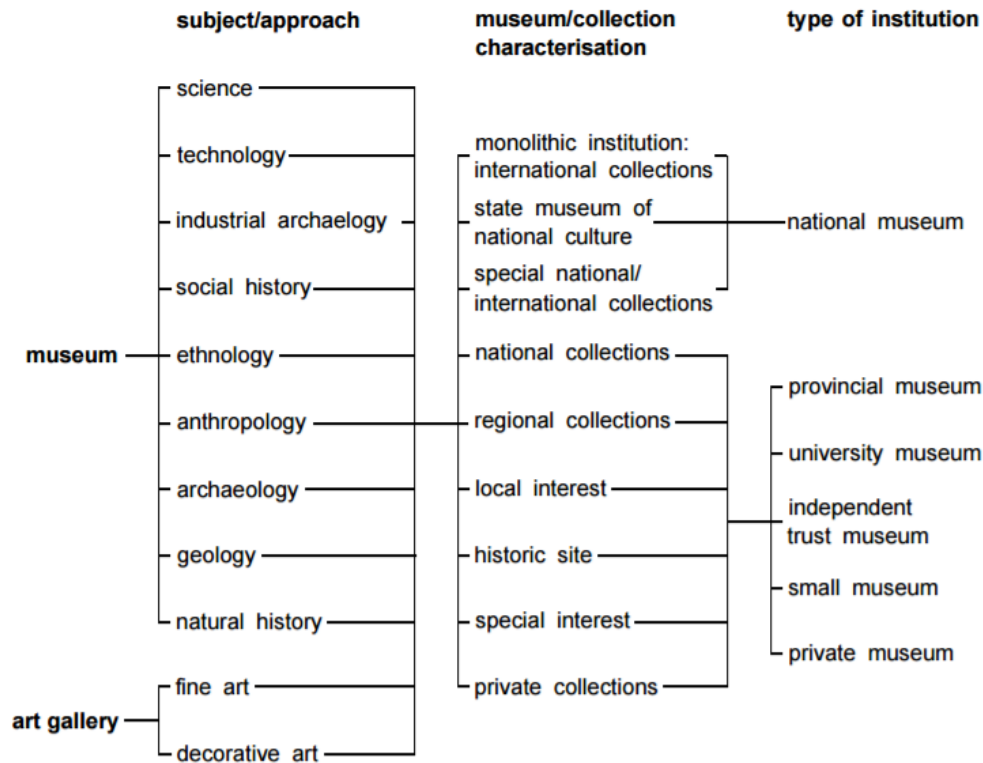 subject/approach
museum/collection
characterisation
type of institution
science
technology
industrial archaelogy
social history
museum
ethnology
anthropology
archaeology
geology
natural history
art gallery
fine art
decorative art
monolithic institution:
international collections
state museum of
national culture
special national/
international collections
national collections
regional collections
local interest
historic site
special interest
private collections
national museum
provincial museum
university museum
independent
trust museum
small museum
private museum